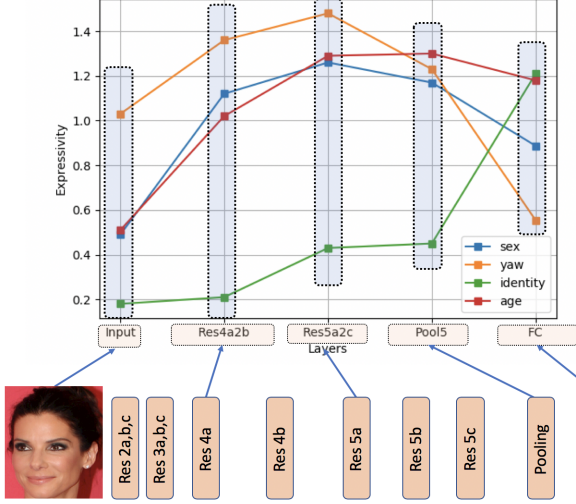 1.4
1.2
1.0
0.8
0.6
0.4
0.2
Expressivity
sex
yaw
identity
age
Input
Res4a2b
Res5a2c
Pool5
FC
Layers
Res 2a,b,c
Res 3a,b,c
Res 4a
Res 4b
Res 5a
Res 5b
Res 5c
Pooling